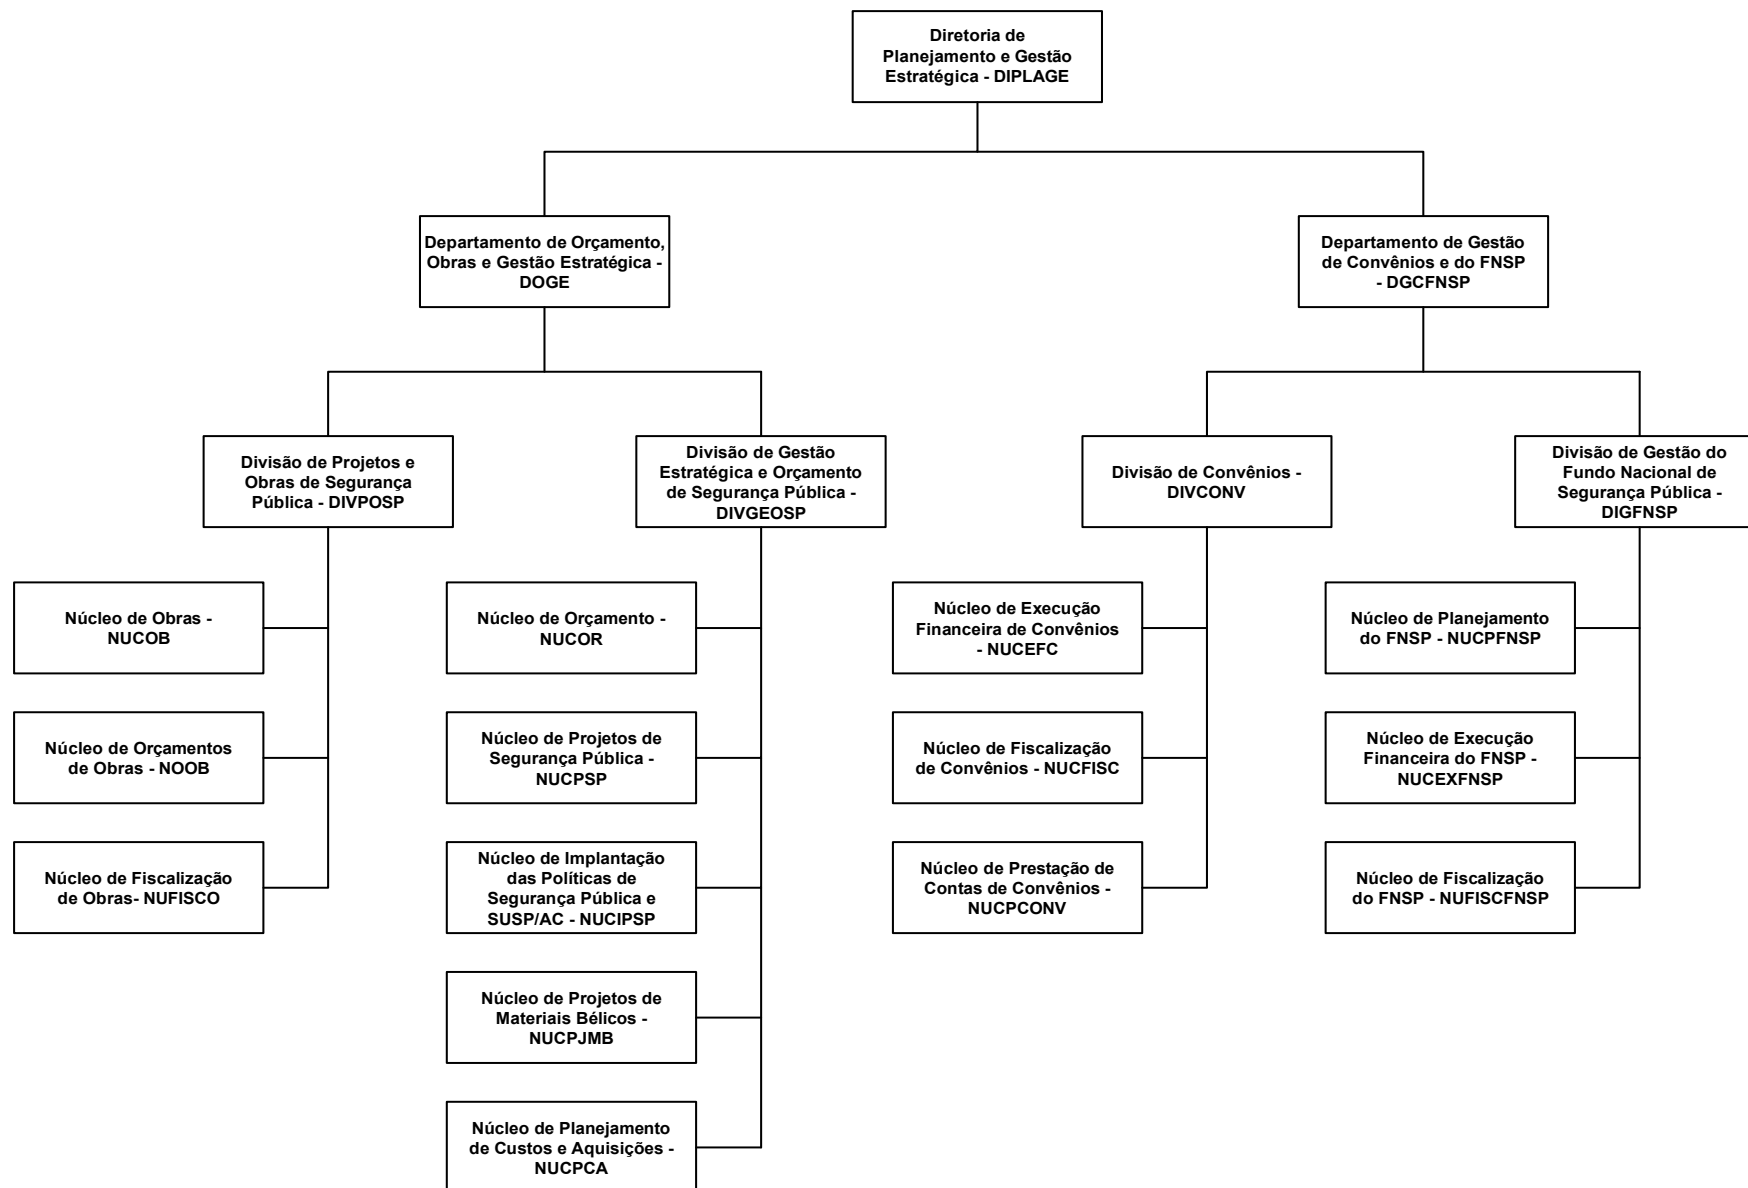 Diretoria de
Planejamento e Gestão
Estratégica - DIPLAGE
Departamento de Orçamento,
Obras e Gestão Estratégica -
DOGE
Departamento de Gestão
de Convênios e do FNSP
- DGCFNSP
Divisão de Projetos e
Obras de Segurança
Pública - DIVPOSP
Divisão de Gestão
Estratégica e Orçamento
de Segurança Pública -
DIVGEOSP
Divisão de Convênios -
DIVCONV
Divisão de Gestão do
Fundo Nacional de
Segurança Pública -
DIGFNSP
Núcleo de Obras -
NUCOB
Núcleo de Orçamento -
NUCOR
Núcleo de Execução
Financeira de Convênios
- NUCEFC
Núcleo de Planejamento
do FNSP - NUCPFNSP
Núcleo de Orçamentos
de Obras - NOOB
Núcleo de Projetos de
Segurança Pública -
NUCPSP
Núcleo de Fiscalização
de Convênios - NUCFISC
Núcleo de Execução
Financeira do FNSP -
NUCEXFNSP
Núcleo de Fiscalização
de Obras- NUFISCO
Núcleo de Implantação
das Políticas de
Segurança Pública e
SUSP/AC - NUCIPSP
Núcleo de Prestação de
Contas de Convênios -
NUCPCONV
Núcleo de Fiscalização
do FNSP - NUFISCFNSP
Núcleo de Projetos de
Materiais Bélicos -
NUCPJMB
Núcleo de Planejamento
de Custos e Aquisições -
NUCPCA